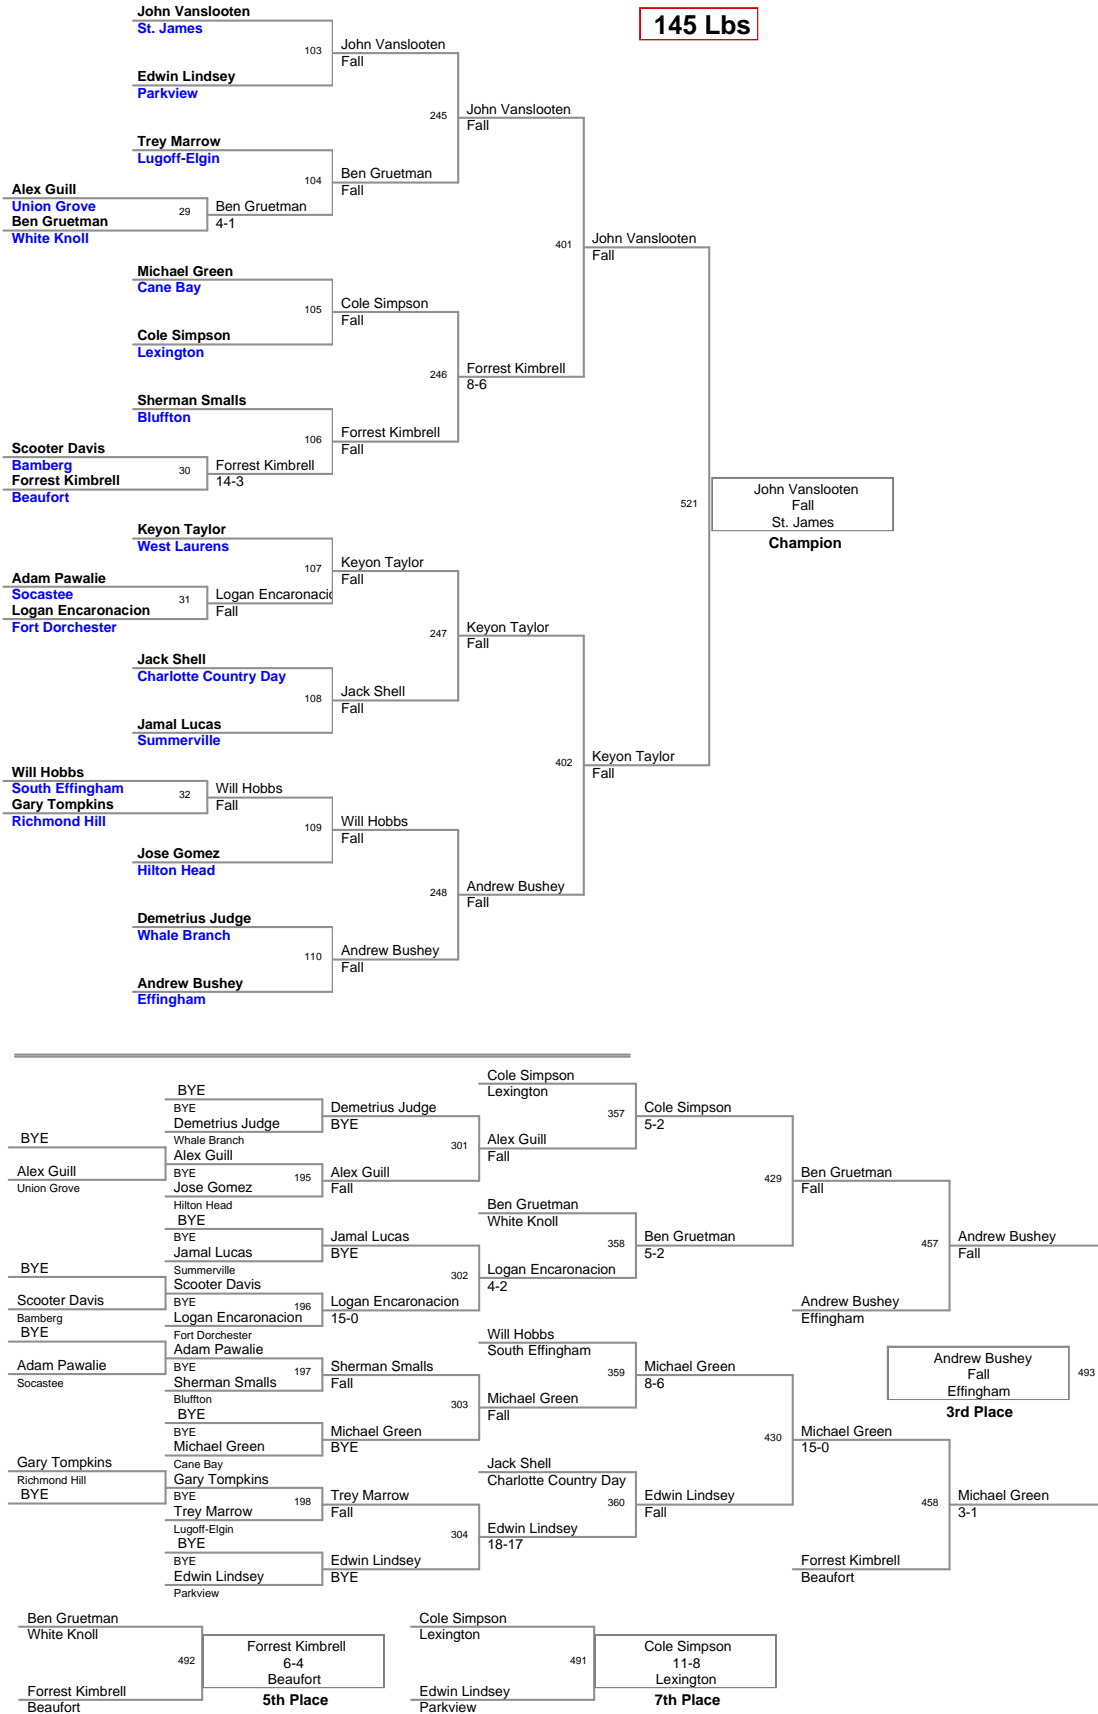 145 Lbs
John Vanslooten
St. James
103
John Vanslooten
Fall
Edwin Lindsey
Parkview
245
John Vanslooten
Fall
Trey Marrow
Lugoff-Elgin
104
Ben Gruetman
Fall
Alex Guill
Union Grove
29
Ben Gruetman
4-1
Ben Gruetman
White Knoll
401
John Vanslooten
Fall
Michael Green
Cane Bay
105
Cole Simpson
Fall
Cole Simpson
Lexington
246
Forrest Kimbrell
8-6
Sherman Smalls
Bluffton
106
Forrest Kimbrell
Fall
Scooter Davis
Bamberg
30
Forrest Kimbrell
14-3
Forrest Kimbrell
Beaufort
521
John Vanslooten
Fall
St. James
Champion
Keyon Taylor
West Laurens
107
Keyon Taylor
Fall
Adam Pawalie
Socastee
31
Logan Encaronacio
Fall
Logan Encaronacion
Fort Dorchester
247
Keyon Taylor
Fall
Jack Shell
Charlotte Country Day
108
Jack Shell
Fall
Jamal Lucas
Summerville
402
Keyon Taylor
Fall
Will Hobbs
South Effingham
32
Will Hobbs
Fall
Gary Tompkins
Richmond Hill
109
Will Hobbs
Fall
Jose Gomez
Hilton Head
248
Andrew Bushey
Fall
Demetrius Judge
Whale Branch
110
Andrew Bushey
Fall
Andrew Bushey
Effingham
BYE
Alex Guill
Union Grove
BYE
Scooter Davis
Bamberg
BYE
Adam Pawalie
Socastee
Gary Tompkins
Richmond Hill
BYE
BYE
BYE
Demetrius Judge
Whale Branch
Alex Guill
BYE
195
Jose Gomez
Hilton Head
BYE
BYE
Jamal Lucas
Summerville
Scooter Davis
BYE
196
Logan Encaronacion
Fort Dorchester
Adam Pawalie
BYE
197
Sherman Smalls
Bluffton
BYE
BYE
Michael Green
Cane Bay
Gary Tompkins
BYE
198
Trey Marrow
Lugoff-Elgin
BYE
BYE
Edwin Lindsey
Parkview
Demetrius Judge
BYE
301
Alex Guill
Fall
Jamal Lucas
BYE
302
Logan Encaronacion
15-0
Sherman Smalls
Fall
303
Michael Green
BYE
Trey Marrow
Fall
304
Edwin Lindsey
BYE
Cole Simpson
Lexington
357
Alex Guill
Fall
Ben Gruetman
White Knoll
358
Logan Encaronacion
4-2
Will Hobbs
South Effingham
359
Michael Green
Fall
Jack Shell
Charlotte Country Day
360
Edwin Lindsey
18-17
Cole Simpson
5-2
429
Ben Gruetman
5-2
Michael Green
8-6
430
Edwin Lindsey
Fall
Ben Gruetman
Fall
457
Andrew Bushey
Effingham
Michael Green
15-0
458
Forrest Kimbrell
Beaufort
Andrew Bushey
Fall
Andrew Bushey
Fall
Effingham
493
3rd Place
Michael Green
3-1
Ben Gruetman
White Knoll
492
Forrest Kimbrell
6-4
Beaufort
5th Place
Forrest Kimbrell
Beaufort
Cole Simpson
Lexington
491
Cole Simpson
11-8
Lexington
7th Place
Edwin Lindsey
Parkview